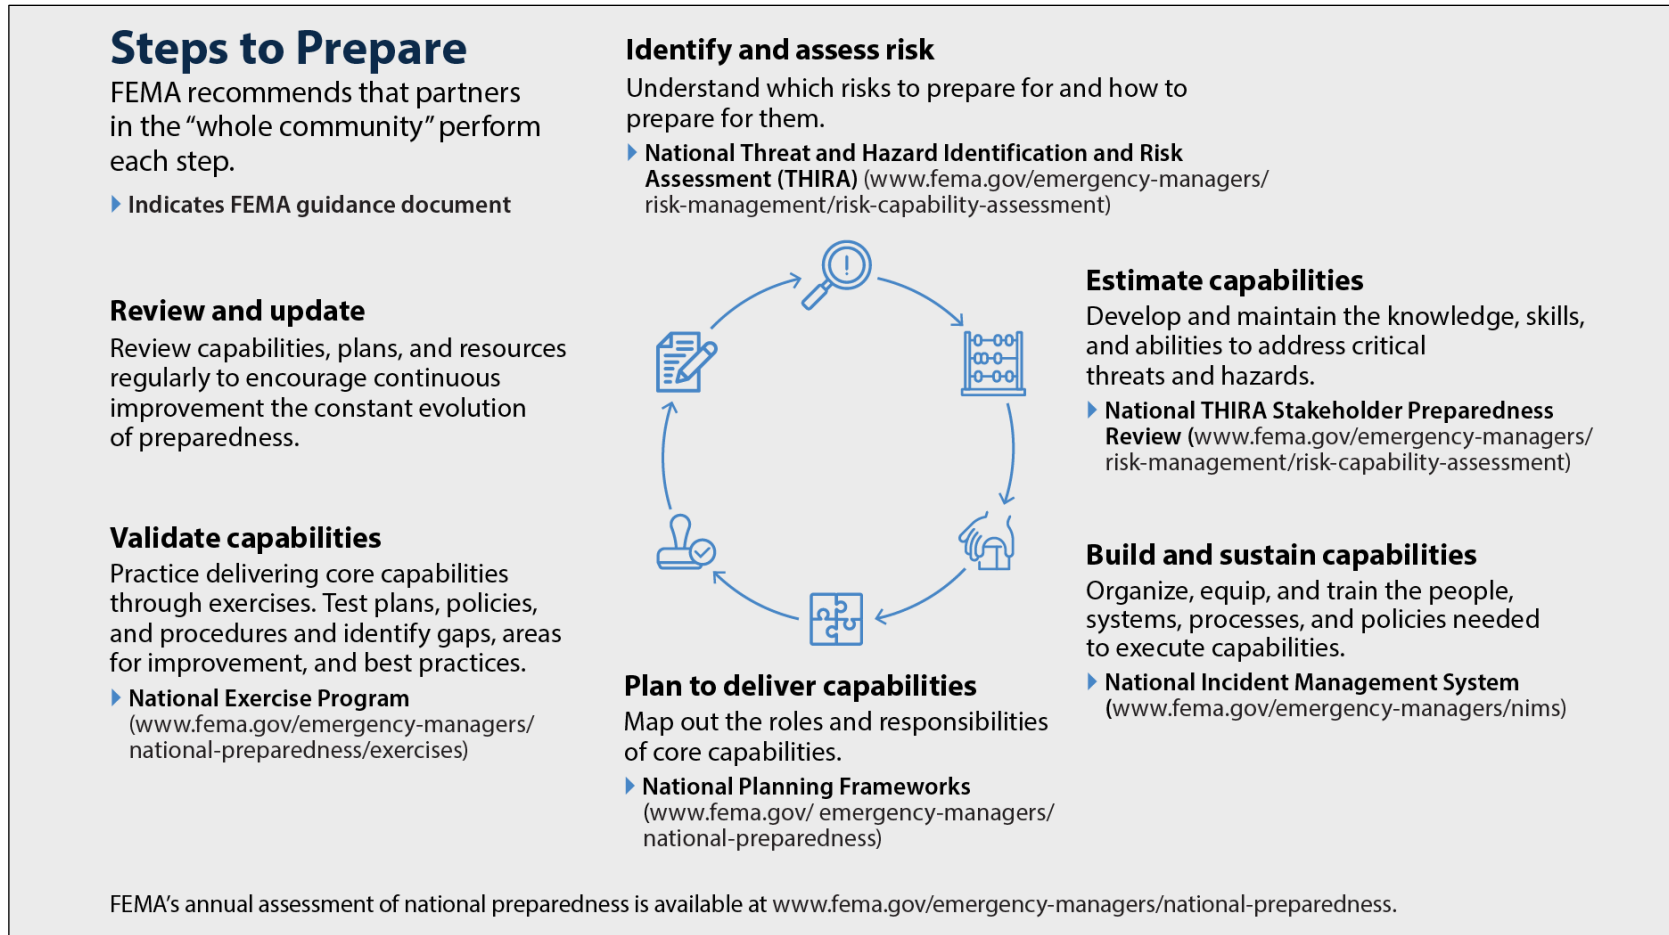 Steps to Prepare
FEMA recommends that partners
in the “whole community” perform
each step.
Indicates FEMA guidance document
Identify and assess risk
Understand which risks to prepare for and how to
prepare for them.
National Threat and Hazard Identification and Risk
Assessment (THIRA) (www.fema.gov/emergency-managers/
risk-management/risk-capability-assessment)
Estimate capabilities
Develop and maintain the knowledge, skills,
and abilities to address critical
threats and hazards.
National THIRA Stakeholder Preparedness
Review (www.fema.gov/emergency-managers/
risk-management/risk-capability-assessment)
Build and sustain capabilities
Organize, equip, and train the people,
systems, processes, and policies needed
to execute capabilities.
National Incident Management System
(www.fema.gov/emergency-managers/nims)
Plan to deliver capabilities
Map out the roles and responsibilities
of core capabilities.
National Planning Frameworks
(www.fema.gov/ emergency-managers/
national-preparedness)
Validate capabilities
Practice delivering core capabilities
through exercises. Test plans, policies,
and procedures and identify gaps, areas
for improvement, and best practices.
National Exercise Program
(www.fema.gov/emergency-managers/
national-preparedness/exercises)
Review and update
Review capabilities, plans, and resources
regularly to encourage continuous
improvement the constant evolution
of preparedness.
FEMA’s annual assessment of national preparedness is available at www.fema.gov/emergency-managers/national-preparedness.